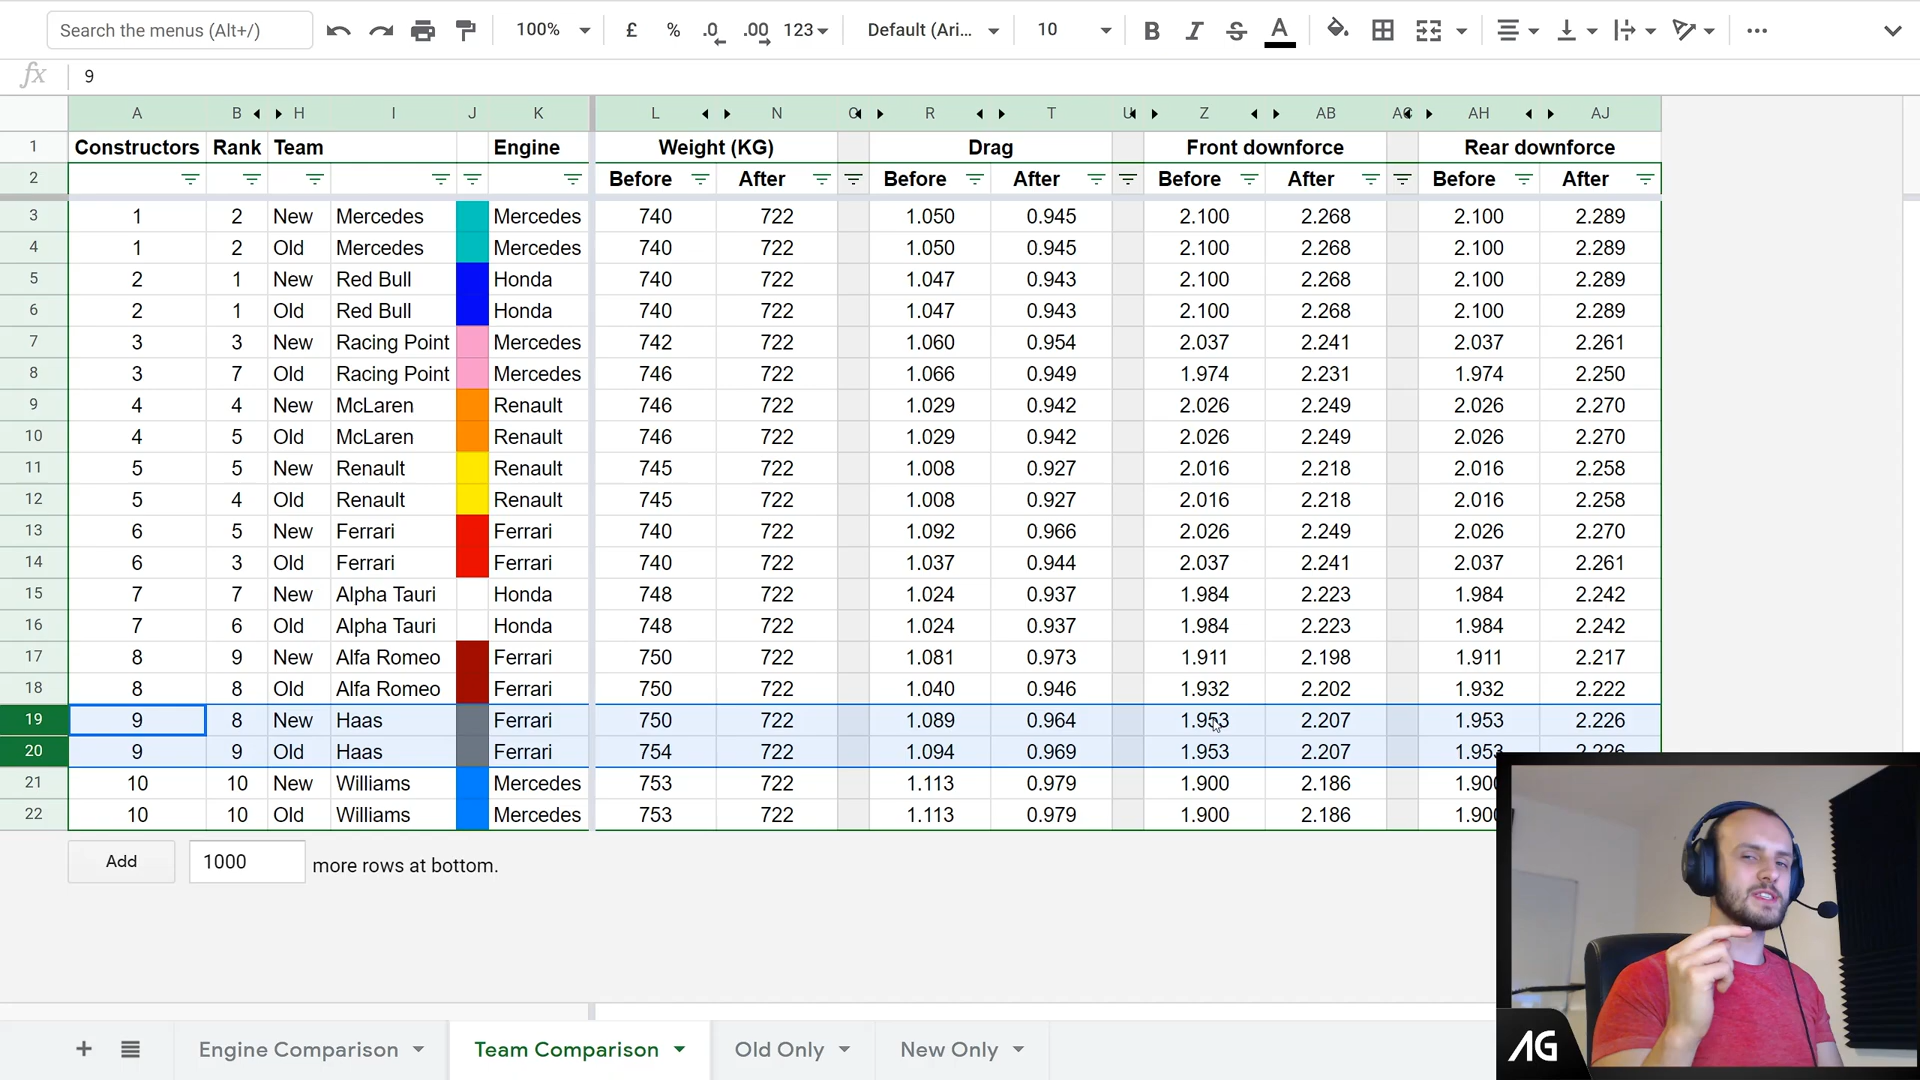 Search the menus (Alt+/) 100% £ % .0 .00 123 Default (Ari... 10 B I S A ...
fx 9
A B H I J K L N R T U Z AB AH AJ
1 Constructors Rank Team Engine Weight (KG) Drag Front downforce Rear downforce
2 Before After Before After Before After Before After
3 1 2 New Mercedes Mercedes 740 722 1.050 0.945 2.100 2.268 2.100 2.289
4 1 2 Old Mercedes Mercedes 740 722 1.050 0.945 2.100 2.268 2.100 2.289
5 2 1 New Red Bull Honda 740 722 1.047 0.943 2.100 2.268 2.100 2.289
6 2 1 Old Red Bull Honda 740 722 1.047 0.943 2.100 2.268 2.100 2.289
7 3 3 New Racing Point Mercedes 742 722 1.060 0.954 2.037 2.241 2.037 2.261
8 3 7 Old Racing Point Mercedes 746 722 1.066 0.949 1.974 2.231 1.974 2.250
9 4 4 New McLaren Renault 746 722 1.029 0.942 2.026 2.249 2.026 2.270
10 4 5 Old McLaren Renault 746 722 1.029 0.942 2.026 2.249 2.026 2.270
11 5 5 New Renault Renault 745 722 1.008 0.927 2.016 2.218 2.016 2.258
12 5 4 Old Renault Renault 745 722 1.008 0.927 2.016 2.218 2.016 2.258
13 6 5 New Ferrari Ferrari 740 722 1.092 0.966 2.026 2.249 2.026 2.270
14 6 3 Old Ferrari Ferrari 740 722 1.037 0.944 2.037 2.241 2.037 2.261
15 7 7 New Alpha Tauri Honda 748 722 1.024 0.937 1.984 2.223 1.984 2.242
16 7 6 Old Alpha Tauri Honda 748 722 1.024 0.937 1.984 2.223 1.984 2.242
17 8 9 New Alfa Romeo Ferrari 750 722 1.081 0.973 1.911 2.198 1.911 2.217
18 8 8 Old Alfa Romeo Ferrari 750 722 1.040 0.946 1.932 2.202 1.932 2.222
19 9 8 New Haas Ferrari 750 722 1.089 0.964 1.953 2.207 1.953 2.226
20 9 9 Old Haas Ferrari 754 722 1.094 0.969 1.953 2.207 1.953
21 10 10 New Williams Mercedes 753 722 1.113 0.979 1.900 2.186
22 10 10 Old Williams Mercedes 753 722 1.113 0.979 1.900 2.186
Add 1000 more rows at bottom.
+ Engine Comparison Team Comparison Old Only New Only
AG